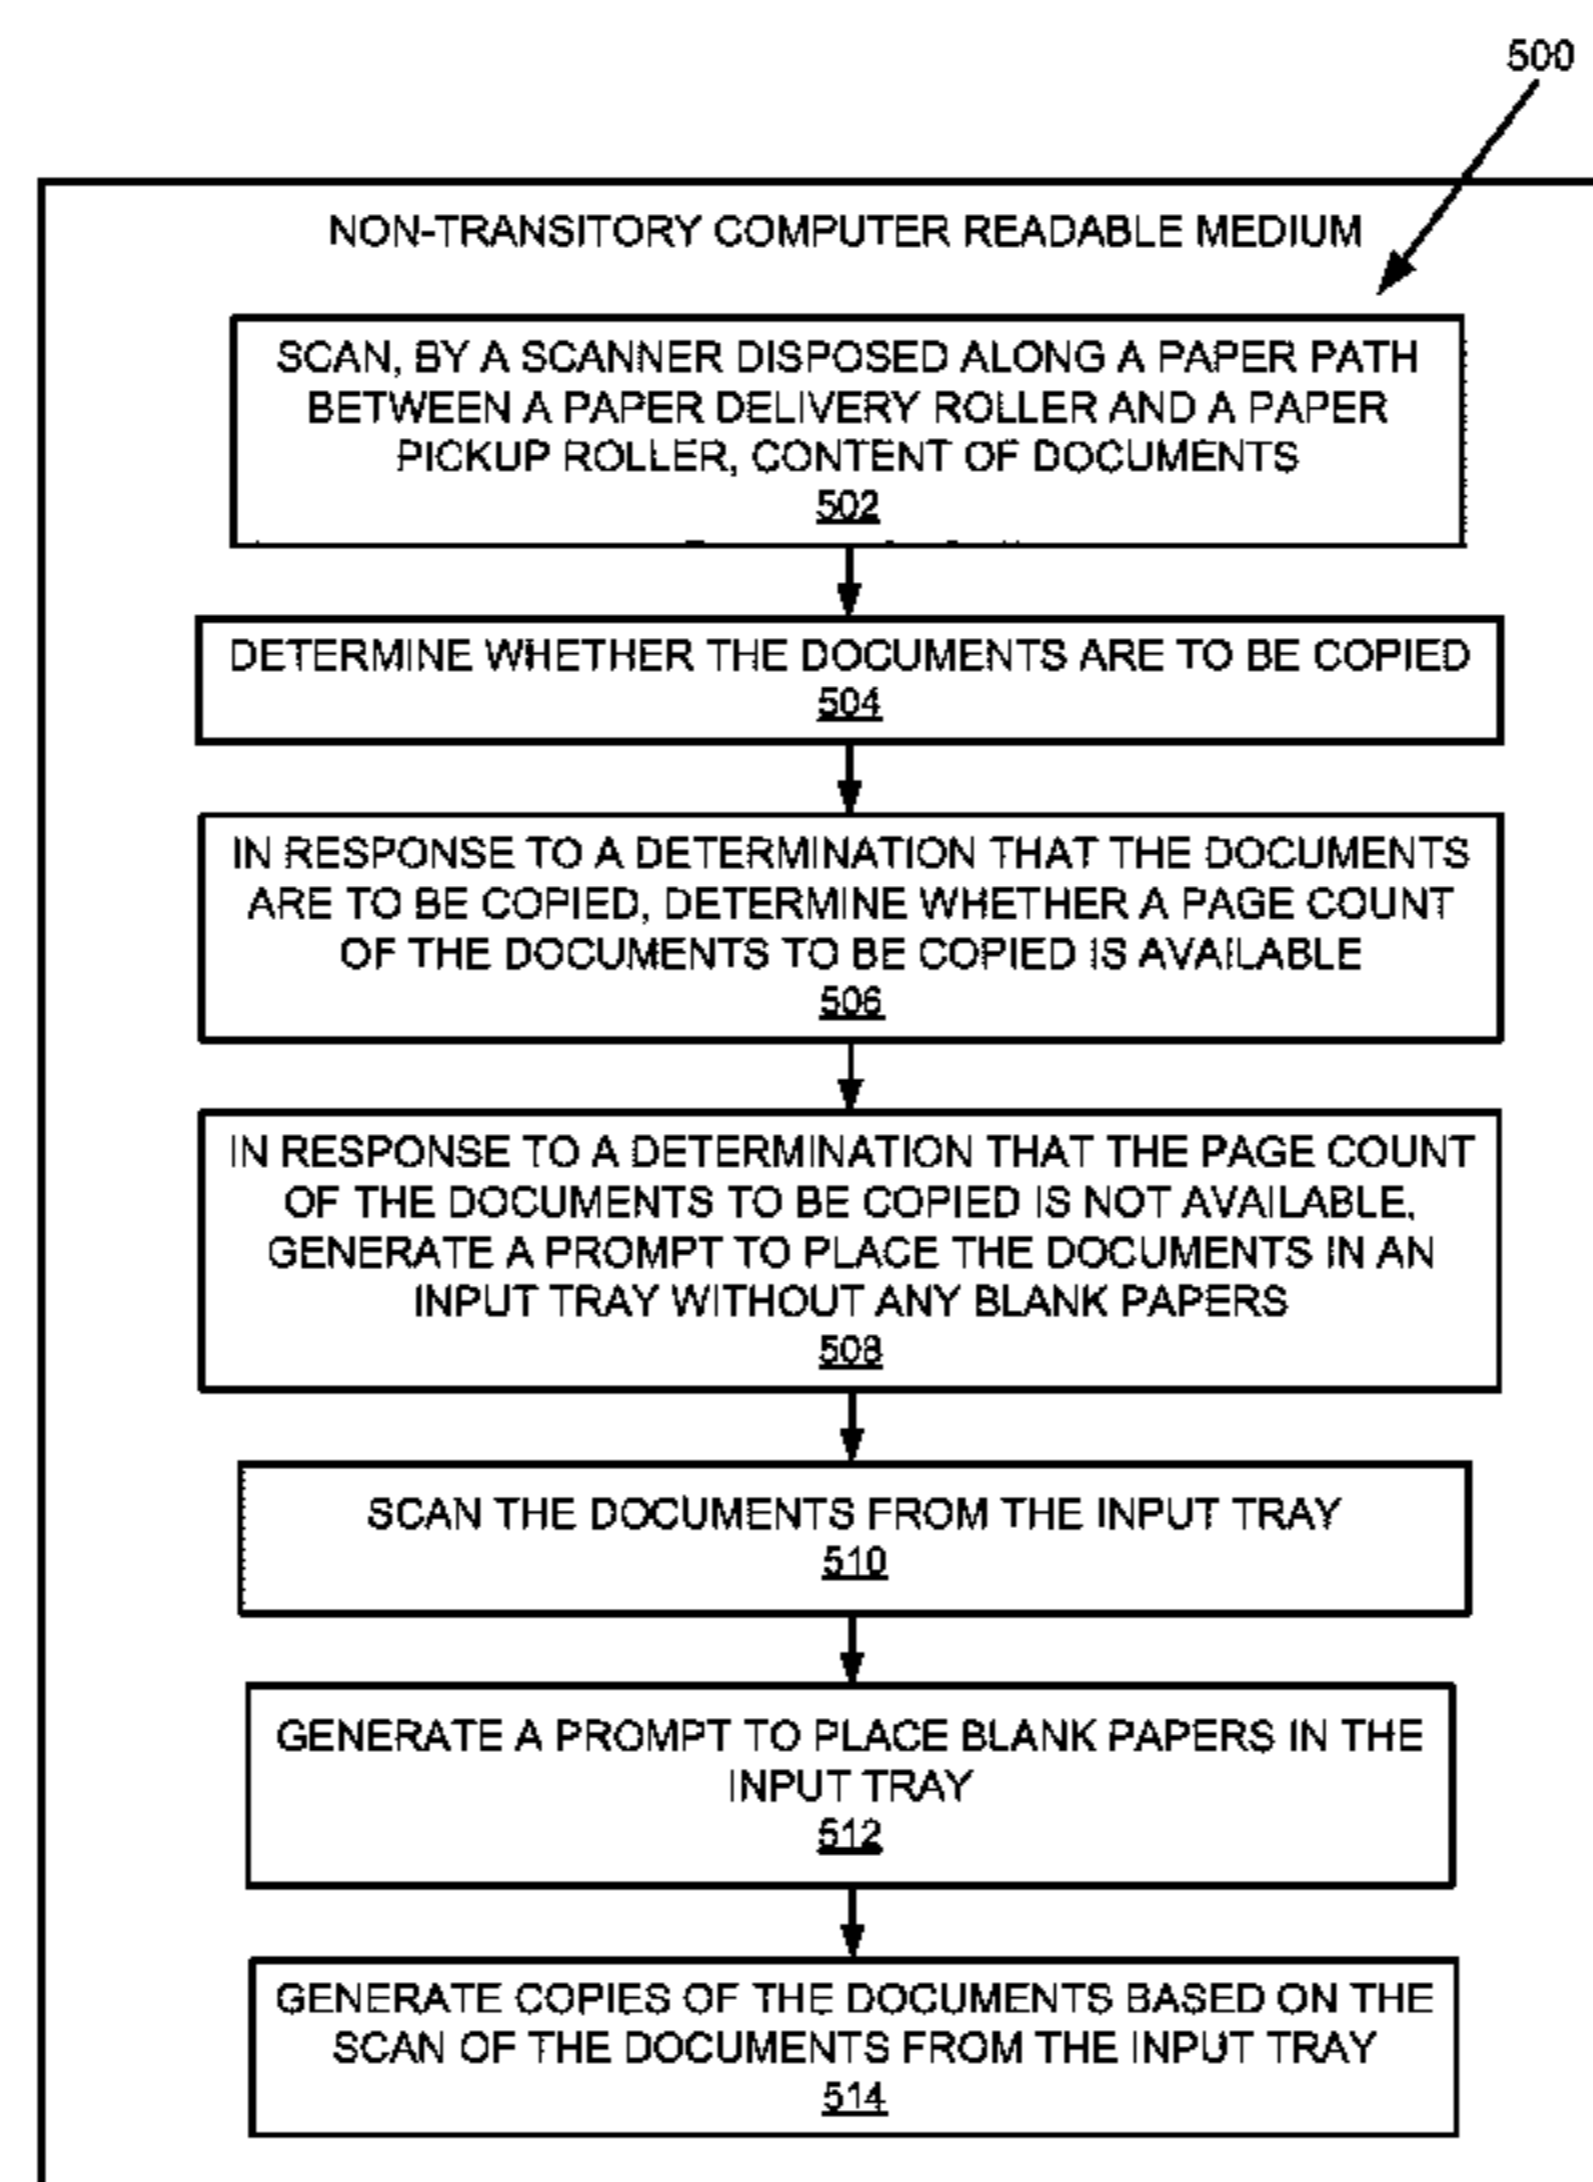 500
NON-TRANSITORY COMPUTER READABLE MEDIUM
SCAN, BY A SCANNER DISPOSED ALONG A PAPER PATH
BETWEEN A PAPER DELIVERY ROLLER AND A PAPER
PICKUP ROLLER, CONTENT OF DOCUMENTS
502
DETERMINE WHETHER THE DOCUMENTS ARE TO BE COPIED
504
IN RESPONSE TO A DETERMINATION THAT THE DOCUMENTS
ARE TO BE COPIED, DETERMINE WHETHER A PAGE COUNT
OF THE DOCUMENTS TO BE COPIED IS AVAILABLE
506
IN RESPONSE TO A DETERMINATION THAT THE PAGE COUNT
OF THE DOCUMENTS TO BE COPIED IS NOT AVAILABLE,
GENERATE A PROMPT TO PLACE THE DOCUMENTS IN AN
INPUT TRAY WITHOUT ANY BLANK PAPERS
508
SCAN THE DOCUMENTS FROM THE INPUT TRAY
510
GENERATE A PROMPT TO PLACE BLANK PAPERS IN THE
INPUT TRAY
512
GENERATE COPIES OF THE DOCUMENTS BASED ON THE
SCAN OF THE DOCUMENTS FROM THE INPUT TRAY
514